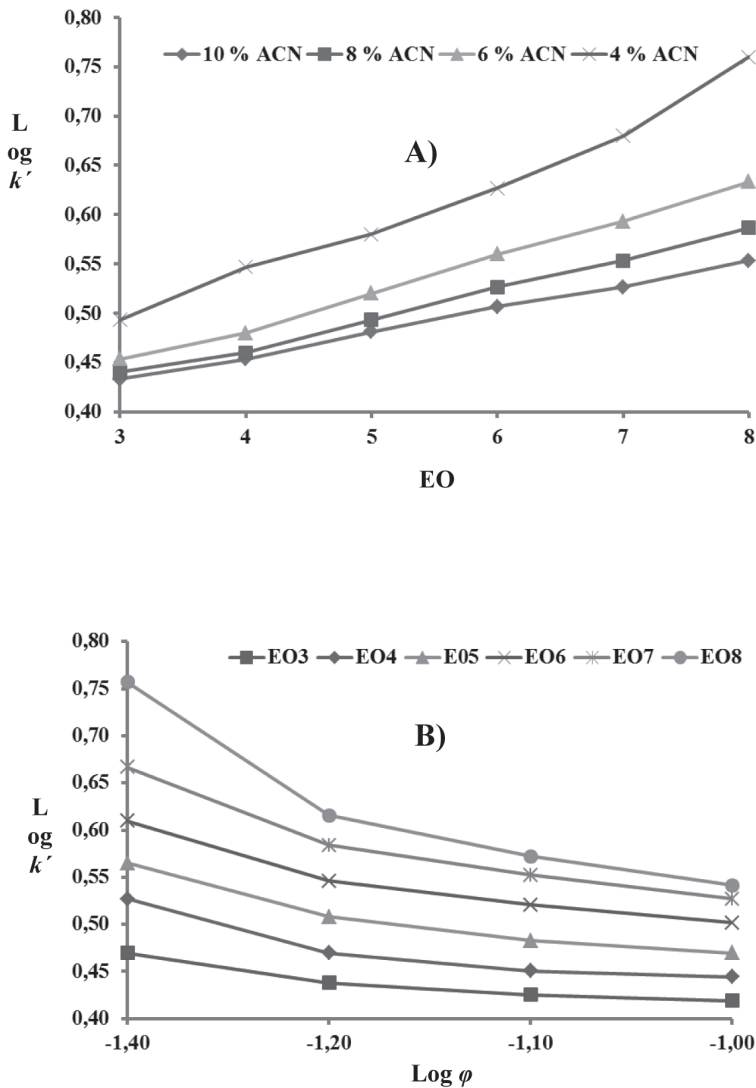 0,80
10 % ACN 8 % ACN 6 % ACN 4 % ACN
0,75
0,70
L
og
k´
A)
0,65
0,60
0,55
0,50
0,45
0,40
3 4 5 6 7 8
EO
0,80
EO3 EO4 E05 EO6 EO7 EO8
0,75
0,70
B)
0,65
L
og
k´
0,60
0,55
0,50
0,45
0,40
-1,40 -1,20 -1,10 -1,00
Log φ